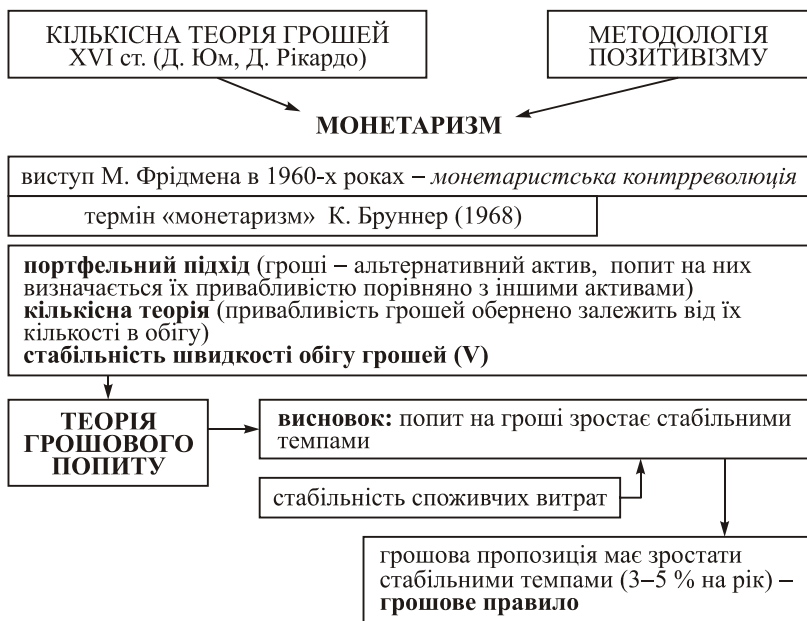 КІЛЬКІСНА ТЕОРІЯ ГРОШЕЙ
XVI ст. (Д. Юм, Д. Рікардо)
МЕТОДОЛОГІЯ
ПОЗИТИВІЗМУ
МОНЕТАРИЗМ
виступ М. Фрідмена в 1960-х роках – монетаристська контрреволюція
термін «монетаризм» К. Бруннер (1968)
портфельний підхід (гроші – альтернативний актив, попит на них
визначається їх привабливістю порівняно з іншими активами)
кількісна теорія (привабливість грошей обернено залежить від їх
кількості в обігу)
стабільність швидкості обігу грошей (V)
ТЕОРІЯ
ГРОШОВОГО
ПОПИТУ
висновок: попит на гроші зростає стабільними
темпами
стабільність споживчих витрат
грошова пропозиція має зростати
стабільними темпами (3–5 % на рік) –
грошове правило